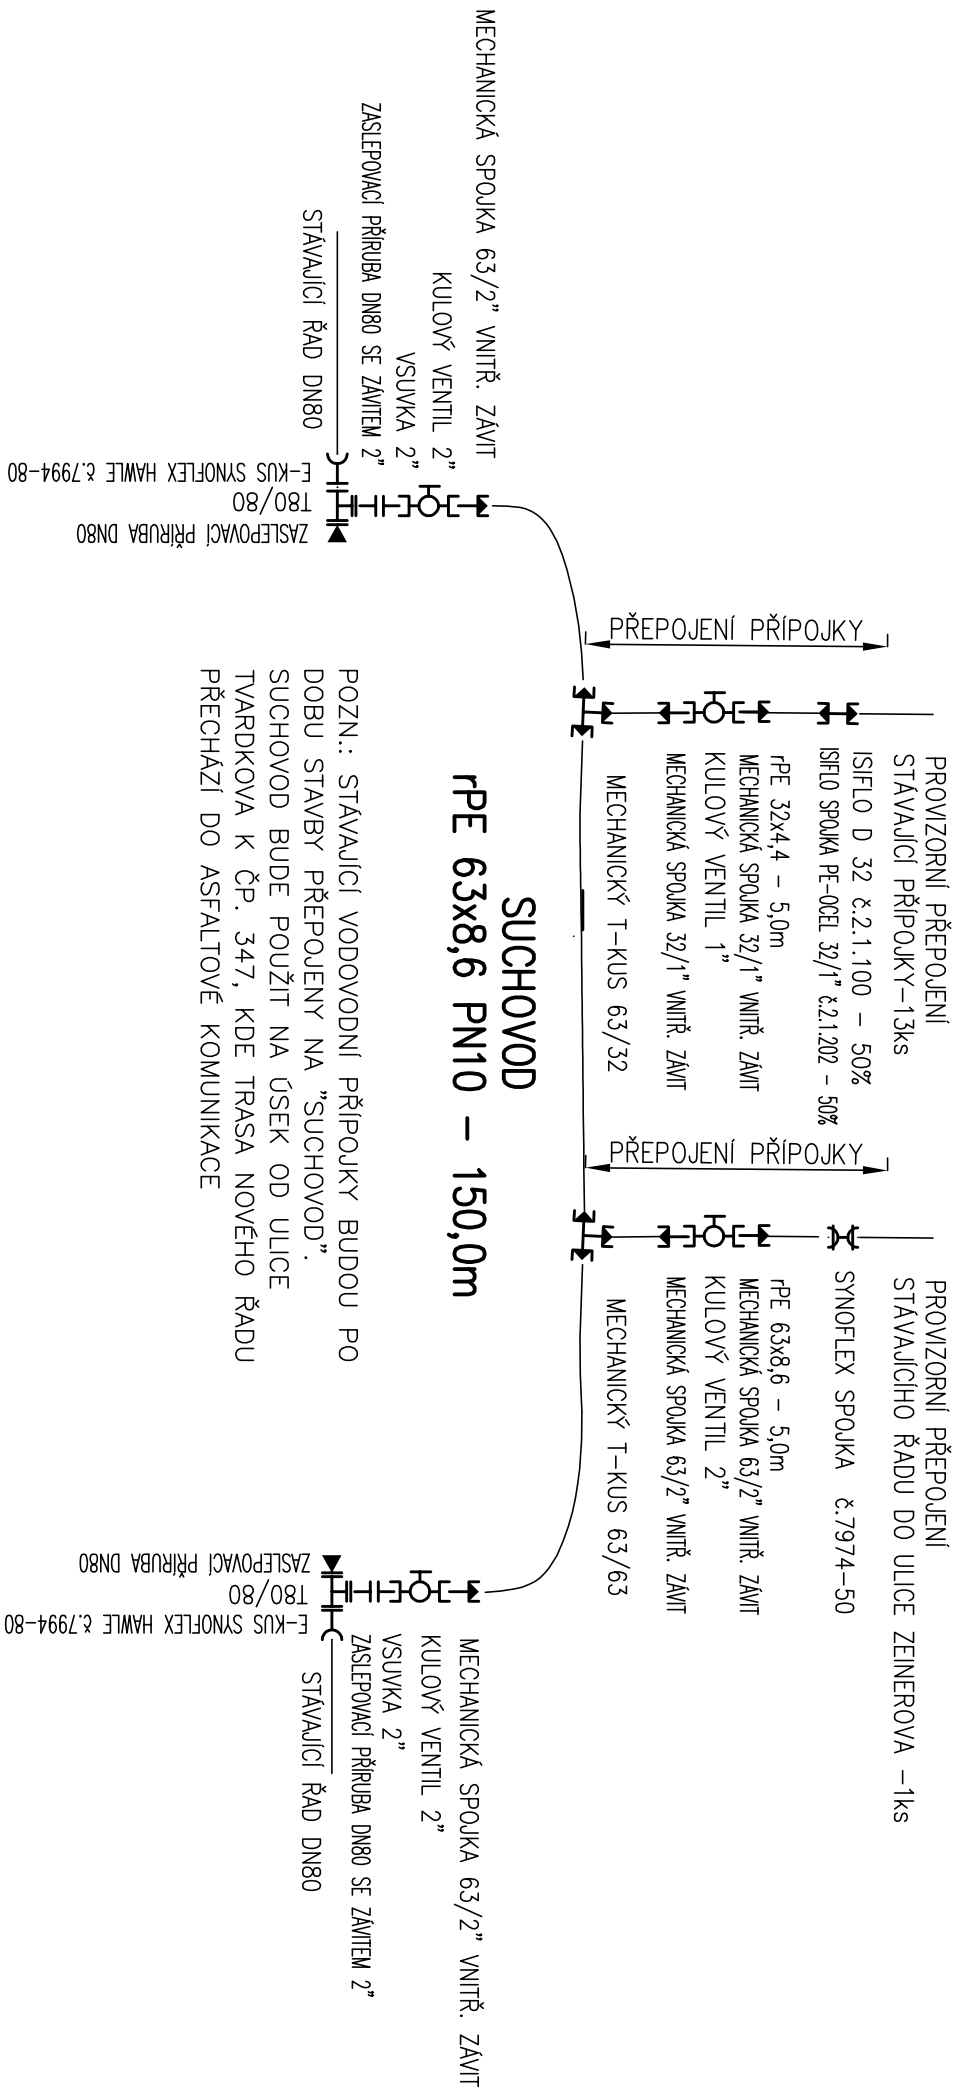 PROVIZORNÍ PŘEPOJENÍ
STÁVAJÍCÍ PŘÍPOJKY-13ks
ISIFLO D 32 č.2.1.100 - 50%
ISIFLO SPOJKA PE-OCEL 32/1" č.2.1.202 - 50%
rPE 32x4,4 - 5,0m
MECHANICKÁ SPOJKA 32/1" VNITŘ. ZÁVIT
KULOVÝ VENTIL 1"
MECHANICKÁ SPOJKA 32/1" VNITŘ. ZÁVIT
MECHANICKÝ T-KUS 63/32
PŘEPOJENÍ PŘÍPOJKY
PROVIZORNÍ PŘEPOJENÍ
STÁVAJÍCÍHO ŘADU DO ULICE ZEINEROVA -1ks
SYNOFLEX SPOJKA č.7974-50
rPE 63x8,6 - 5,0m
MECHANICKÁ SPOJKA 63/2" VNITŘ. ZÁVIT
KULOVÝ VENTIL 2"
MECHANICKÁ SPOJKA 63/2" VNITŘ. ZÁVIT
MECHANICKÝ T-KUS 63/63
PŘEPOJENÍ PŘÍPOJKY
MECHANICKÁ SPOJKA 63/2" VNITŘ. ZÁVIT
KULOVÝ VENTIL 2"
VSUVKA 2"
ZASLEPOVACÍ PŘÍRUBA DN80 SE ZÁVITEM 2"
STÁVAJÍCÍ ŘAD DN80
E-KUS SYNOFLEX HAWLE č.7994-80
T80/80
ZASLEPOVACÍ PŘÍRUBA DN80
SUCHOVOD
rPE 63x8,6 PN10 - 150,0m
POZN.: STÁVAJÍCÍ VODOVODNÍ PŘÍPOJKY BUDOU PO
DOBU STAVBY PŘEPOJENY NA "SUCHOVOD".
SUCHOVOD BUDE POUŽIT NA ÚSEK OD ULICE
TVARDKOVA K ČP. 347, KDE TRASA NOVÉHO ŘADU
PŘECHÁZÍ DO ASFALTOVÉ KOMUNIKACE
MECHANICKÁ SPOJKA 63/2" VNITŘ. ZÁVIT
KULOVÝ VENTIL 2"
VSUVKA 2"
ZASLEPOVACÍ PŘÍRUBA DN80 SE ZÁVITEM 2"
STÁVAJÍCÍ ŘAD DN80
ZASLEPOVACÍ PŘÍRUBA DN80
T80/80
E-KUS SYNOFLEX HAWLE č.7994-80